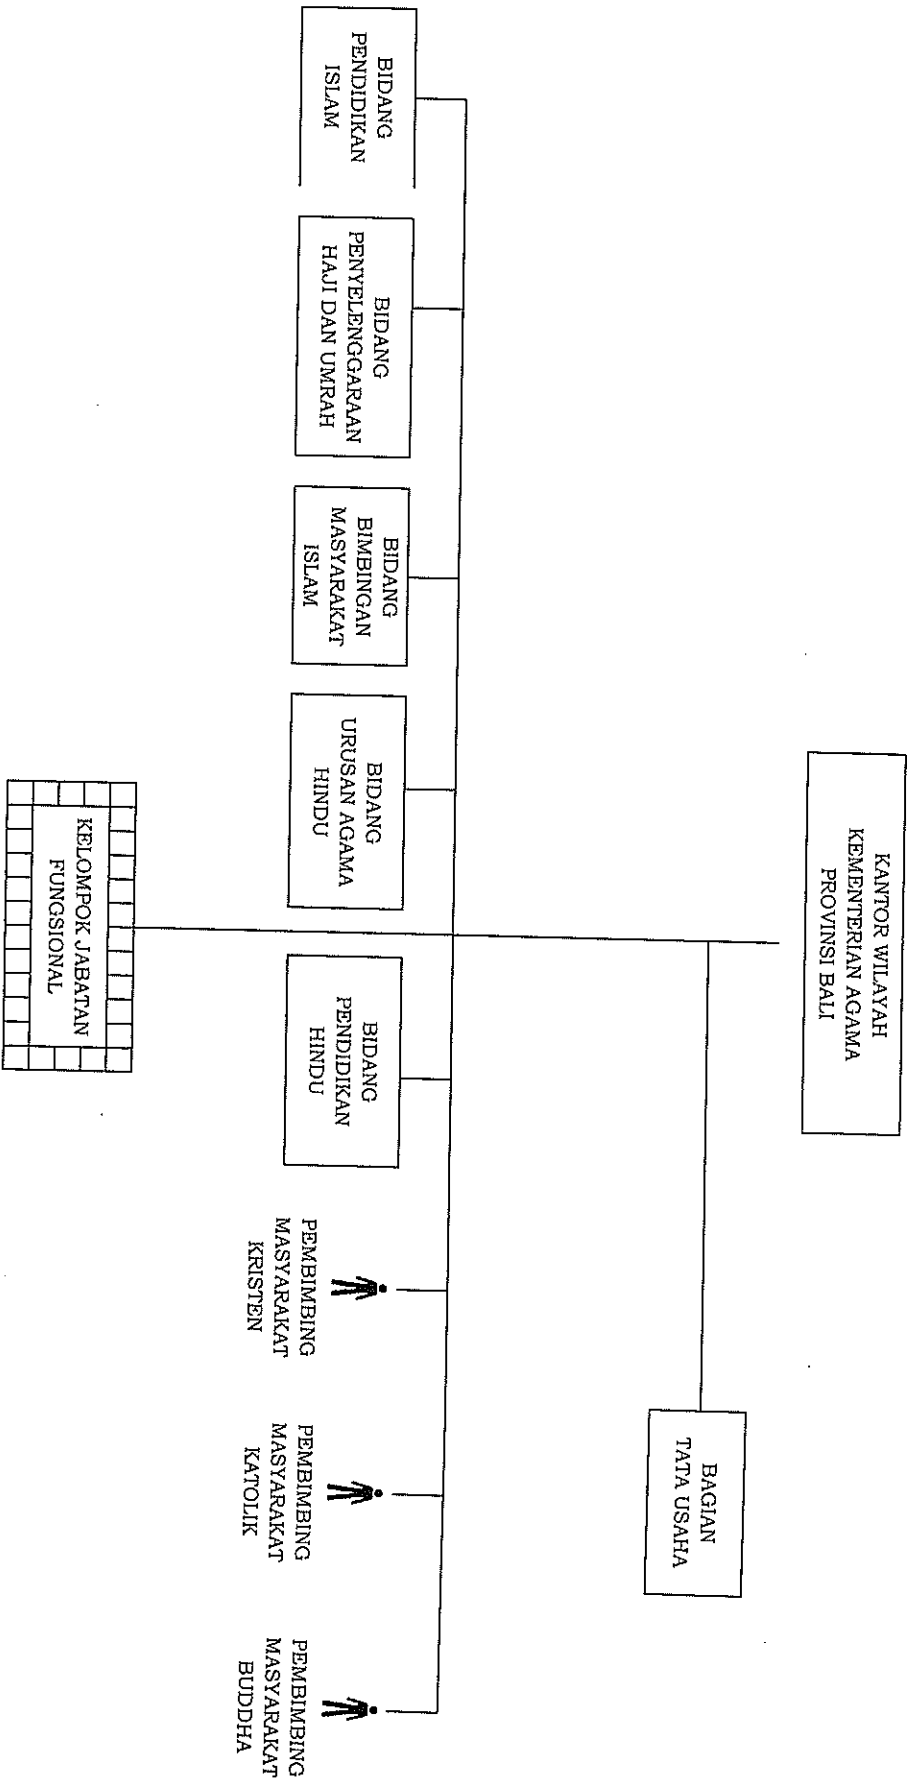 KANTOR WILAYAH
KEMENTERIAN AGAMA
PROVINSI BALI
BAGIAN
TATA USAHA
BIDANG
PENDIDIKAN
ISLAM
BIDANG
PENYELENGGARAAN
HAJI DAN UMRAH
BIDANG
BIMBINGAN
MASYARAKAT
ISLAM
BIDANG
URUSAN AGAMA
HINDU
BIDANG
PENDIDIKAN
HINDU
PEMBIMBING
MASYARAKAT
KRISTEN
PEMBIMBING
MASYARAKAT
KATOLIK
PEMBIMBING
MASYARAKAT
BUDDHA
KELOMPOK JABATAN
FUNGSIONAL